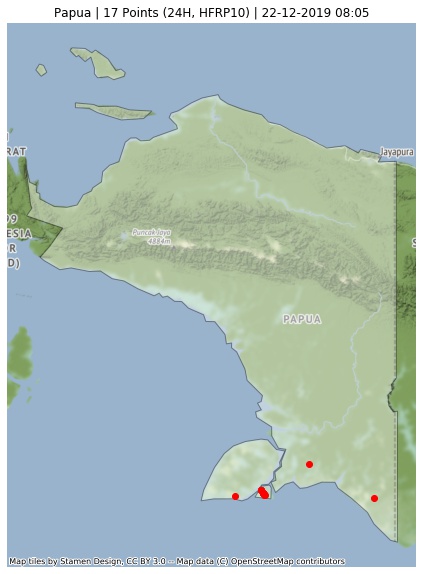 Papua | 17 Points (24H, HFRP10) | 22-12-2019 08:05
Jayapura
RAT
99
ESIA
R
D)
Puncak Jaya
4884m
S
PAPUA
Map tiles by Stamen Design, CC BY 3.0 -- Map data (C) OpenStreetMap contributors